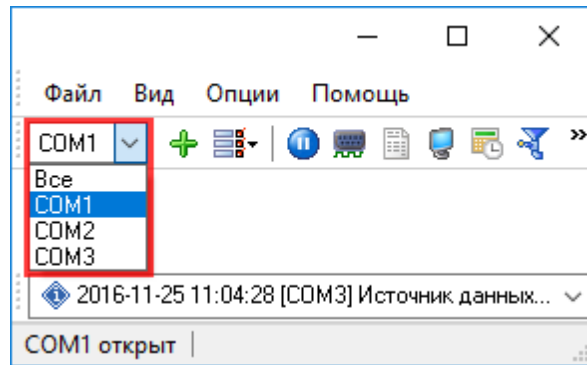 Файл Вид Опции Помощь
COM1
Все
COM1
COM2
COM3
2016-11-25 11:04:28 [COM3] Источник данных...
COM1 открыт